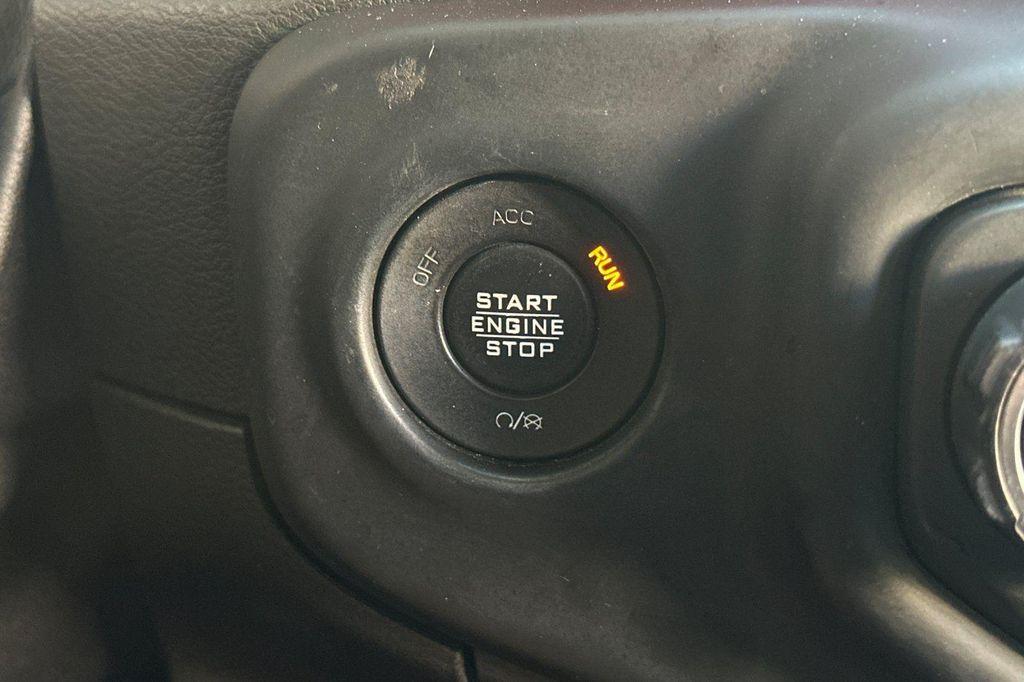 ACC
OFF
RUN
START
ENGINE
STOP